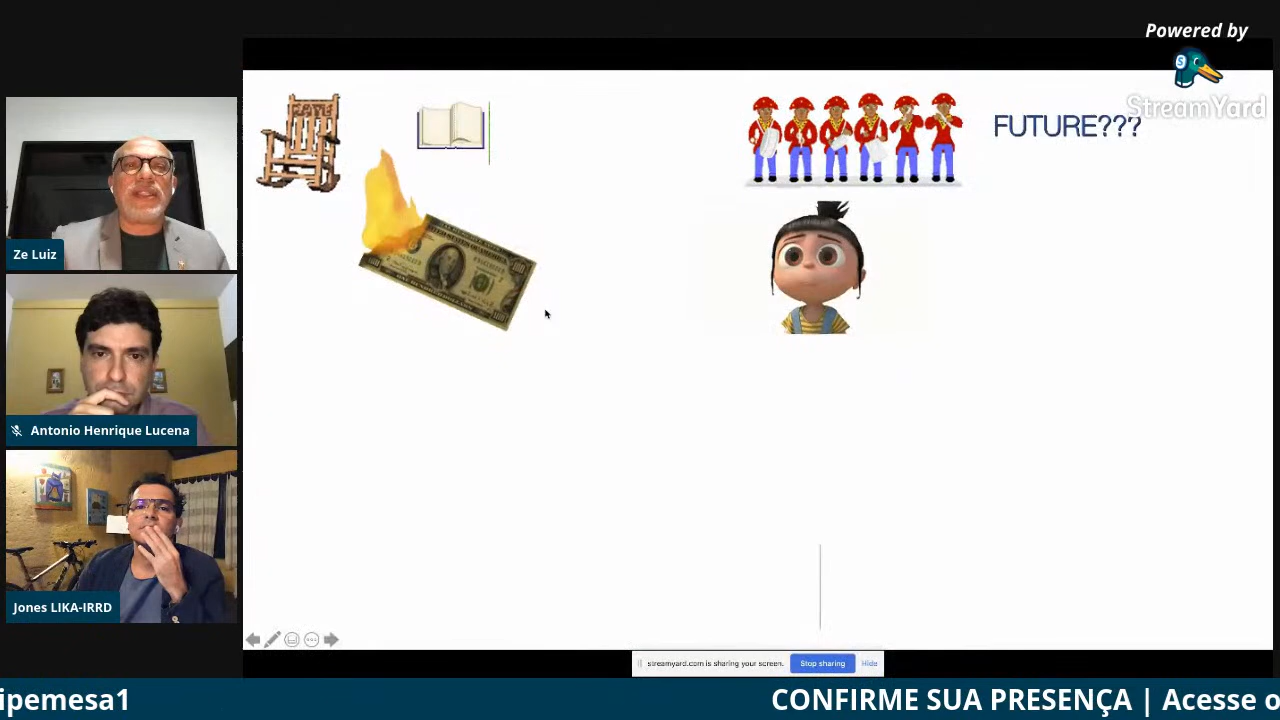 Powered by
StreamYard
FUTURE???
Ze Luiz
Antonio Henrique Lucena
Jones LIKA-IRRD
streamyard.com is sharing your screen.
Stop sharing
Hide
ipemesa1
CONFIRME SUA PRESENÇA | Acesse o